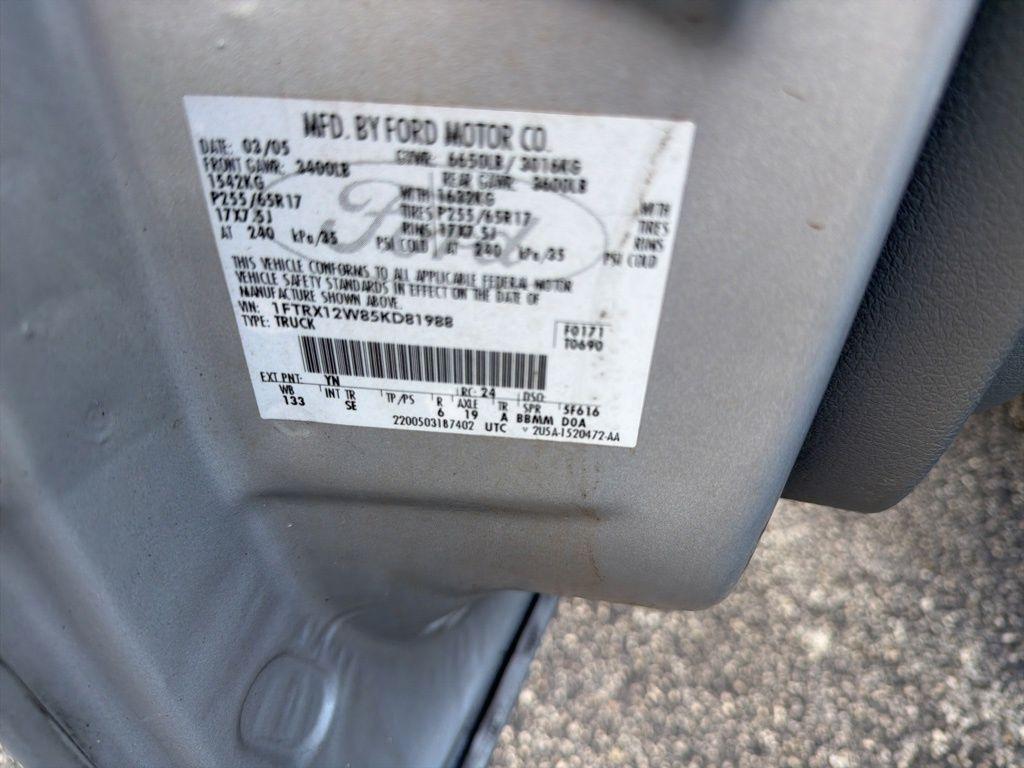 MFD. BY FORD MOTOR CO.
DATE: 03/05 GVWR: 6650LB / 3016KG
FRONT GAWR: 3400LB REAR GAWR: 3600LB
1542KG WITH 1632KG WITH
P255/65R17 TIRES P255/65R17 TIRES
17X7.5J RIMS 17X7.5J RIMS
AT 240 kPa/35 PSI COLD AT 240 kPa/35 PSI COLD
THIS VEHICLE CONFORMS TO ALL APPLICABLE FEDERAL MOTOR
VEHICLE SAFETY STANDARDS IN EFFECT ON THE DATE OF
MANUFACTURE SHOWN ABOVE.
VIN: 1FTRX12W85KD81988
TYPE: TRUCK
F0171
T0690
EXT PNT: YN RC: 24 DSO:
WB INT TR TP/PS R AXLE TR SPR 5F616
133 SE 6 19 A BBMM D0A
2200503187402 UTC 2U5A-1520472-AA
Ford